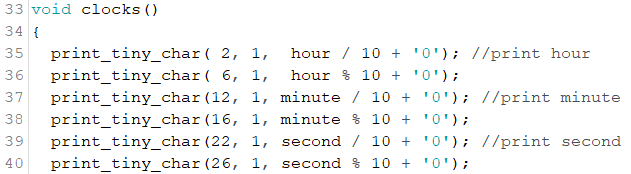 33 void clocks()
34 {
35   print_tiny_char( 2, 1,  hour / 10 + '0'); //print hour
36   print_tiny_char( 6, 1,  hour % 10 + '0');
37   print_tiny_char(12, 1, minute / 10 + '0'); //print minute
38   print_tiny_char(16, 1, minute % 10 + '0');
39   print_tiny_char(22, 1, second / 10 + '0'); //print second
40   print_tiny_char(26, 1, second % 10 + '0');